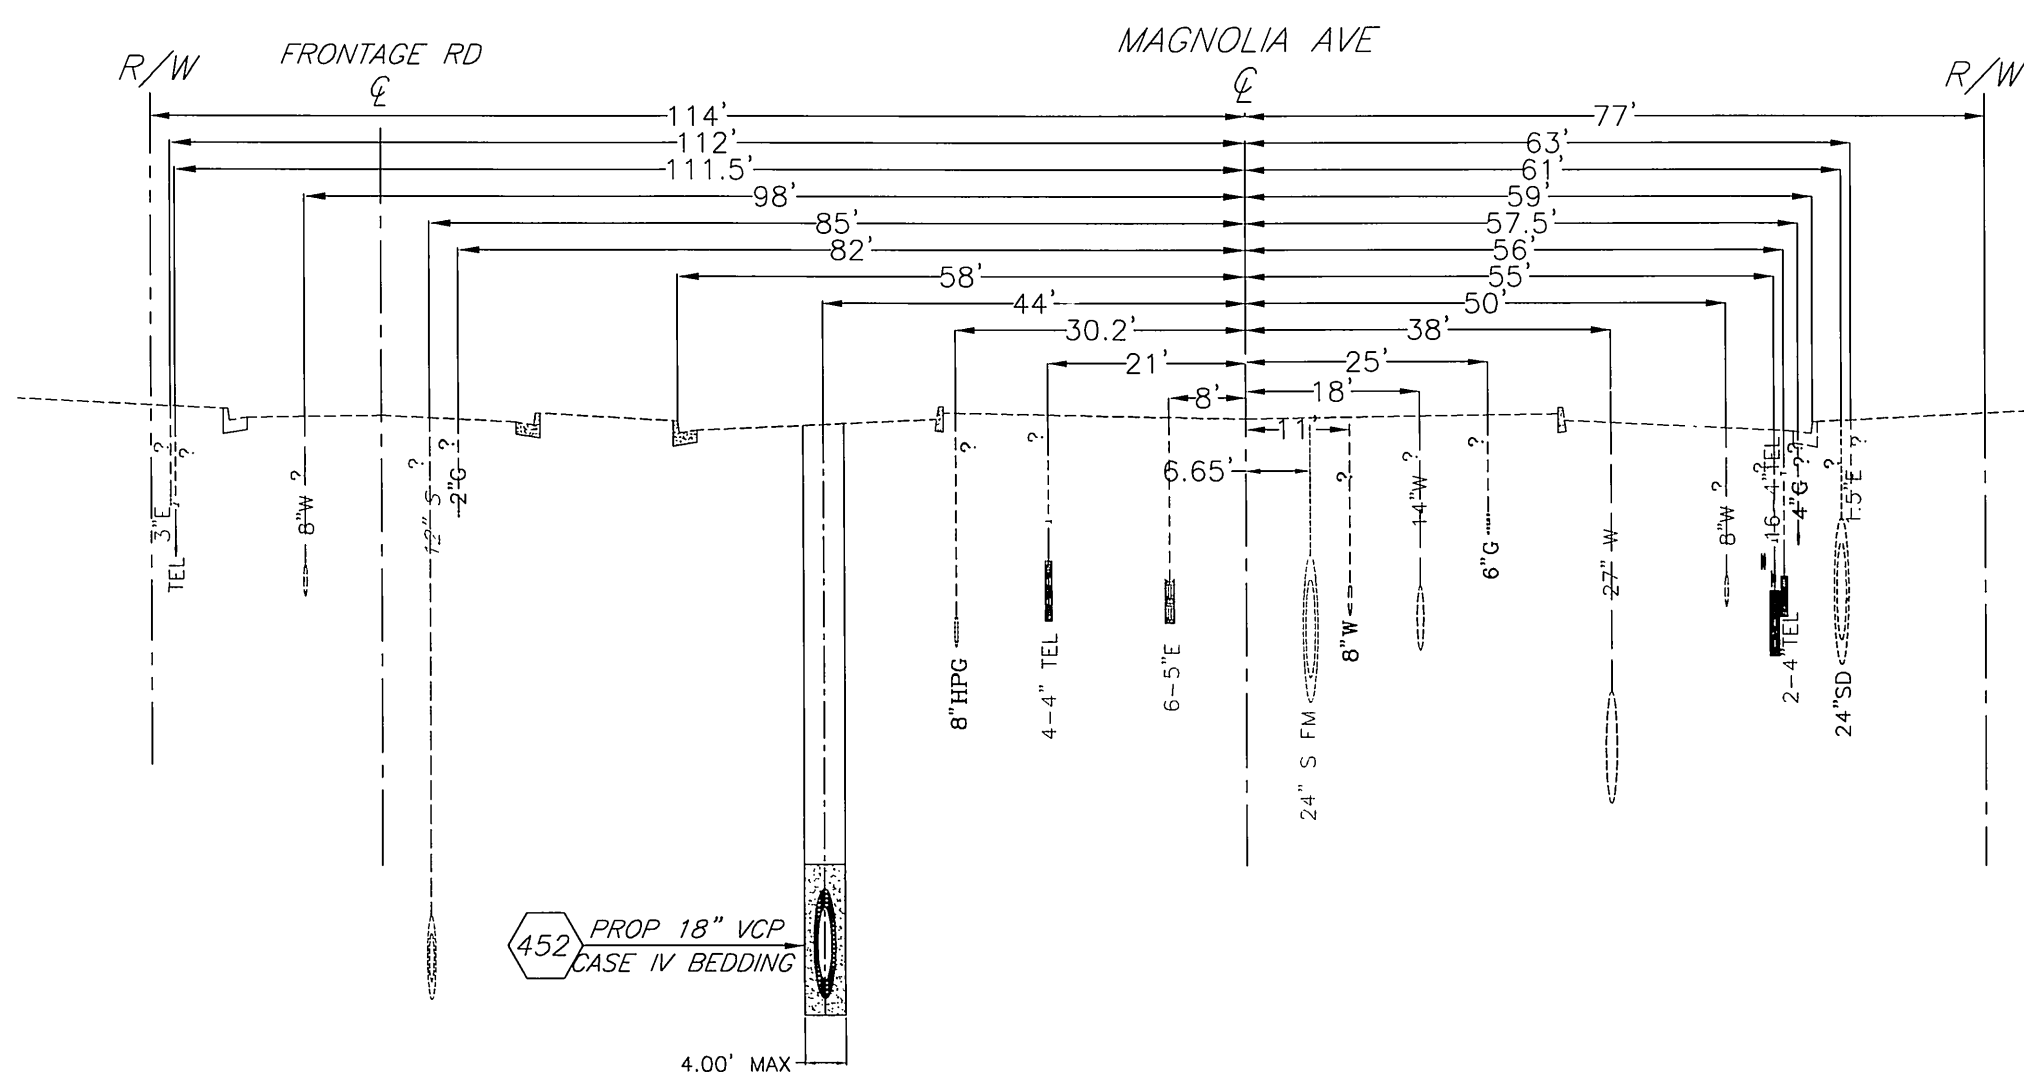 MAGNOLIA AVE
FRONTAGE RD
R/W
R/W
℄
℄
114'
77'
112'
63'
111.5'
61'
98'
59'
85'
57.5'
82'
56'
58'
55'
44'
50'
30.2'
38'
21'
25'
8'
18'
11'
6.65'
3"E
?
TEL
?
8"W
?
12" S
?
2"G
?
8"HPG
?
4-4" TEL
?
6-5"E
24" S FM
8"W
?
14"W
?
6"G
?
27" W
8"W
?
16-4"TEL
?
2-4"TEL
?
4"G
?
24"SD
?
1.5"E
?
452
PROP 18" VCP
CASE IV BEDDING
4.00' MAX